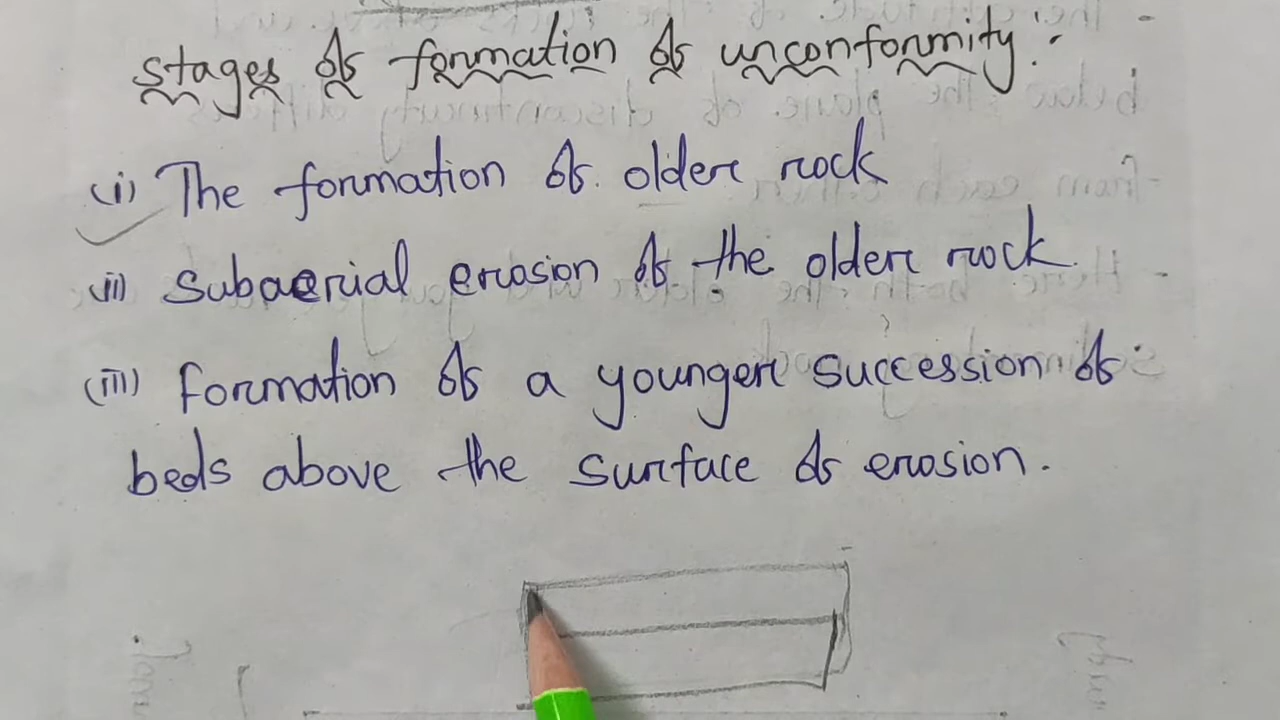 stages of formation of unconformity :
(i) The formation of older rock
(ii) Subaerial erosion of the older rock.
(iii) Formation of a younger succession of
beds above the surface of erosion.